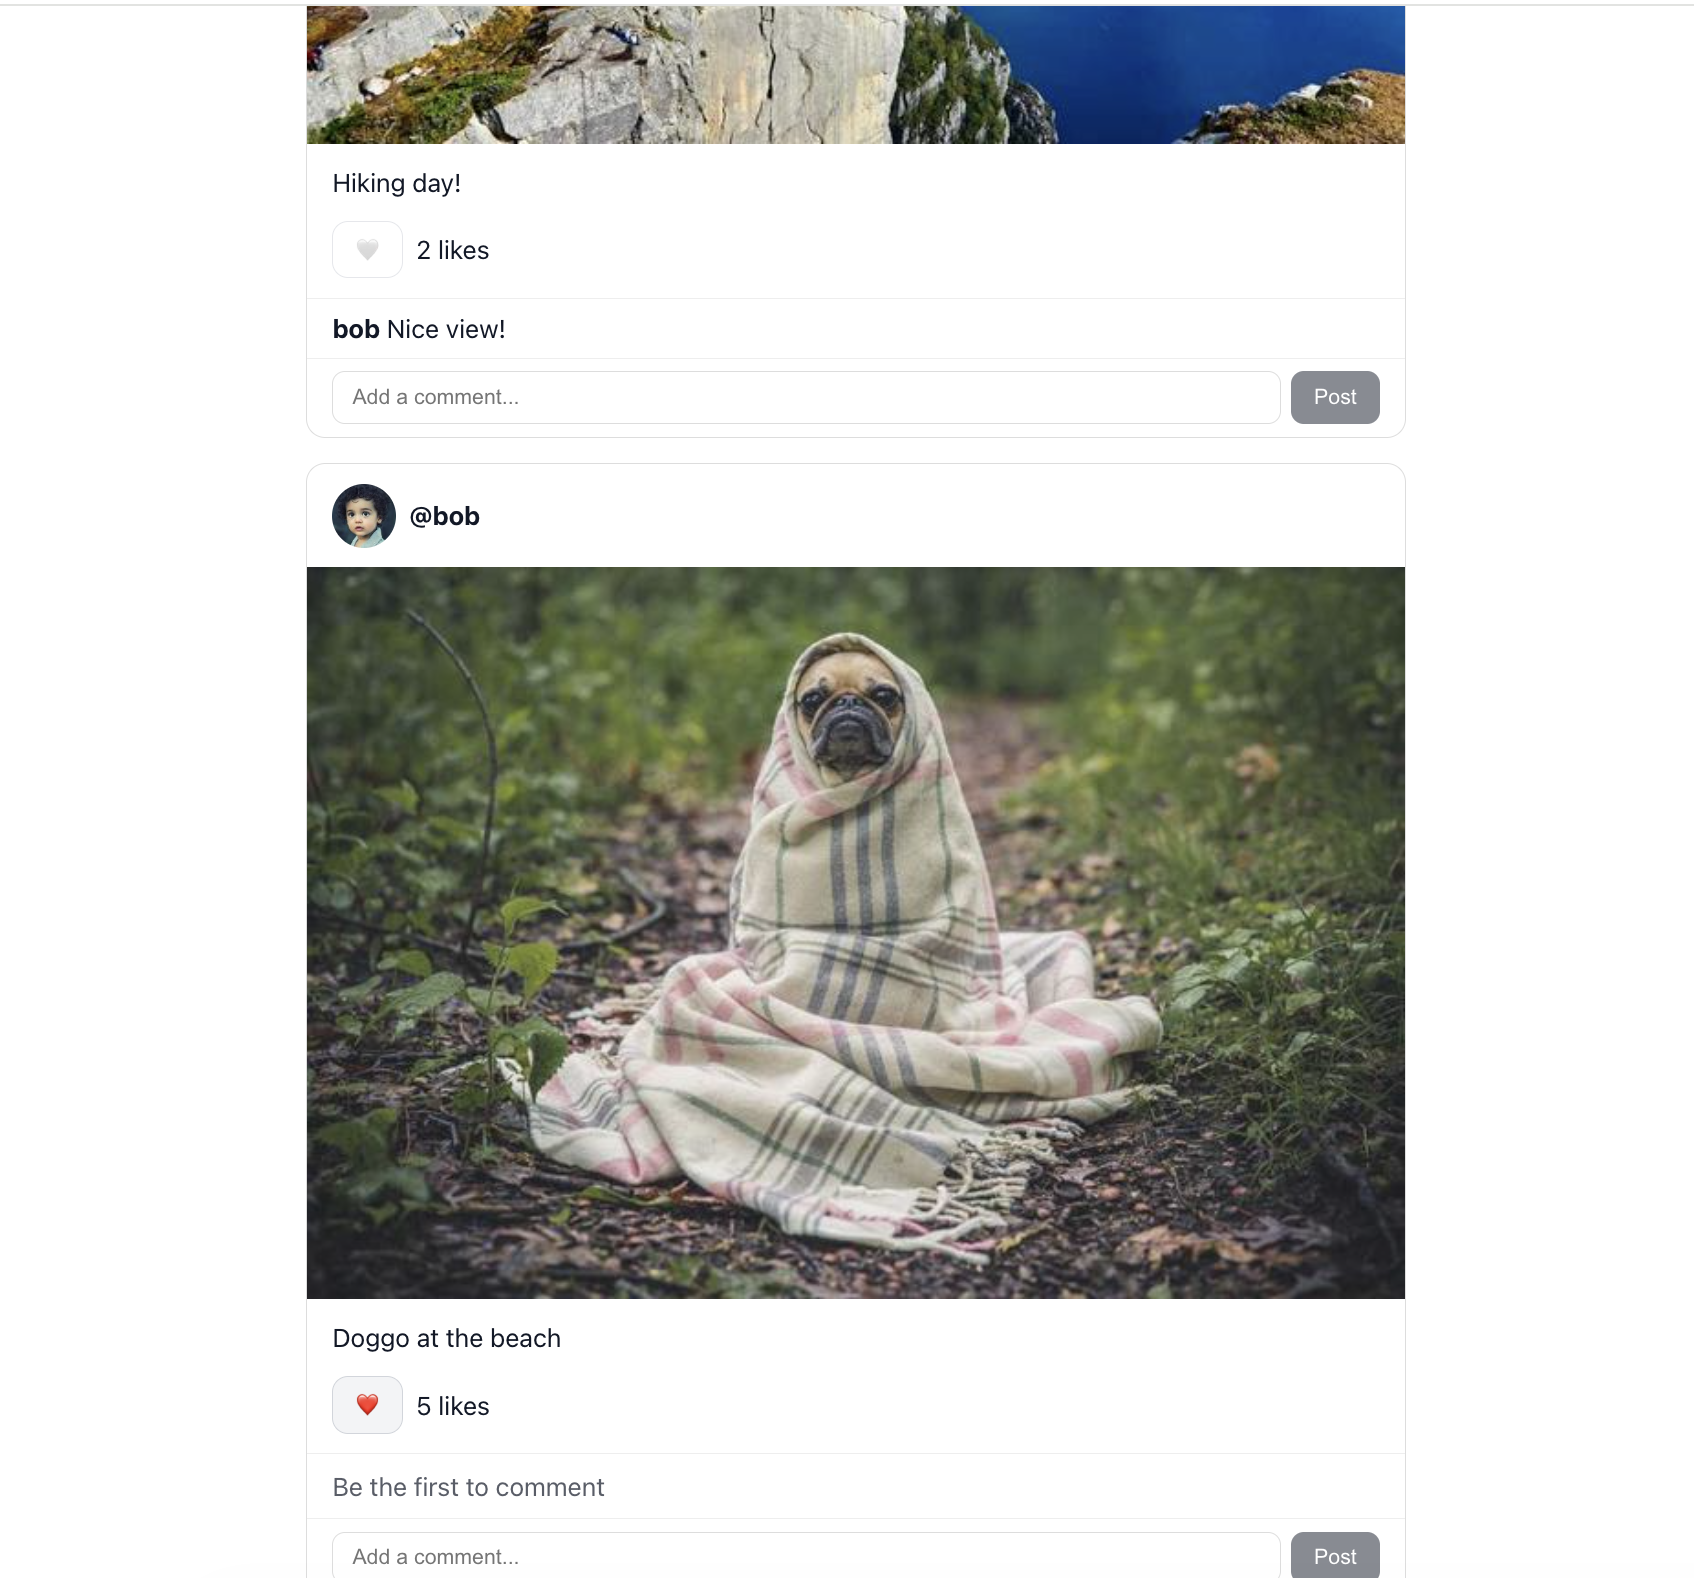 Hiking day!
2 likes
bob Nice view!
Add a comment...
Post
@bob
Doggo at the beach
5 likes
Be the first to comment
Add a comment...
Post